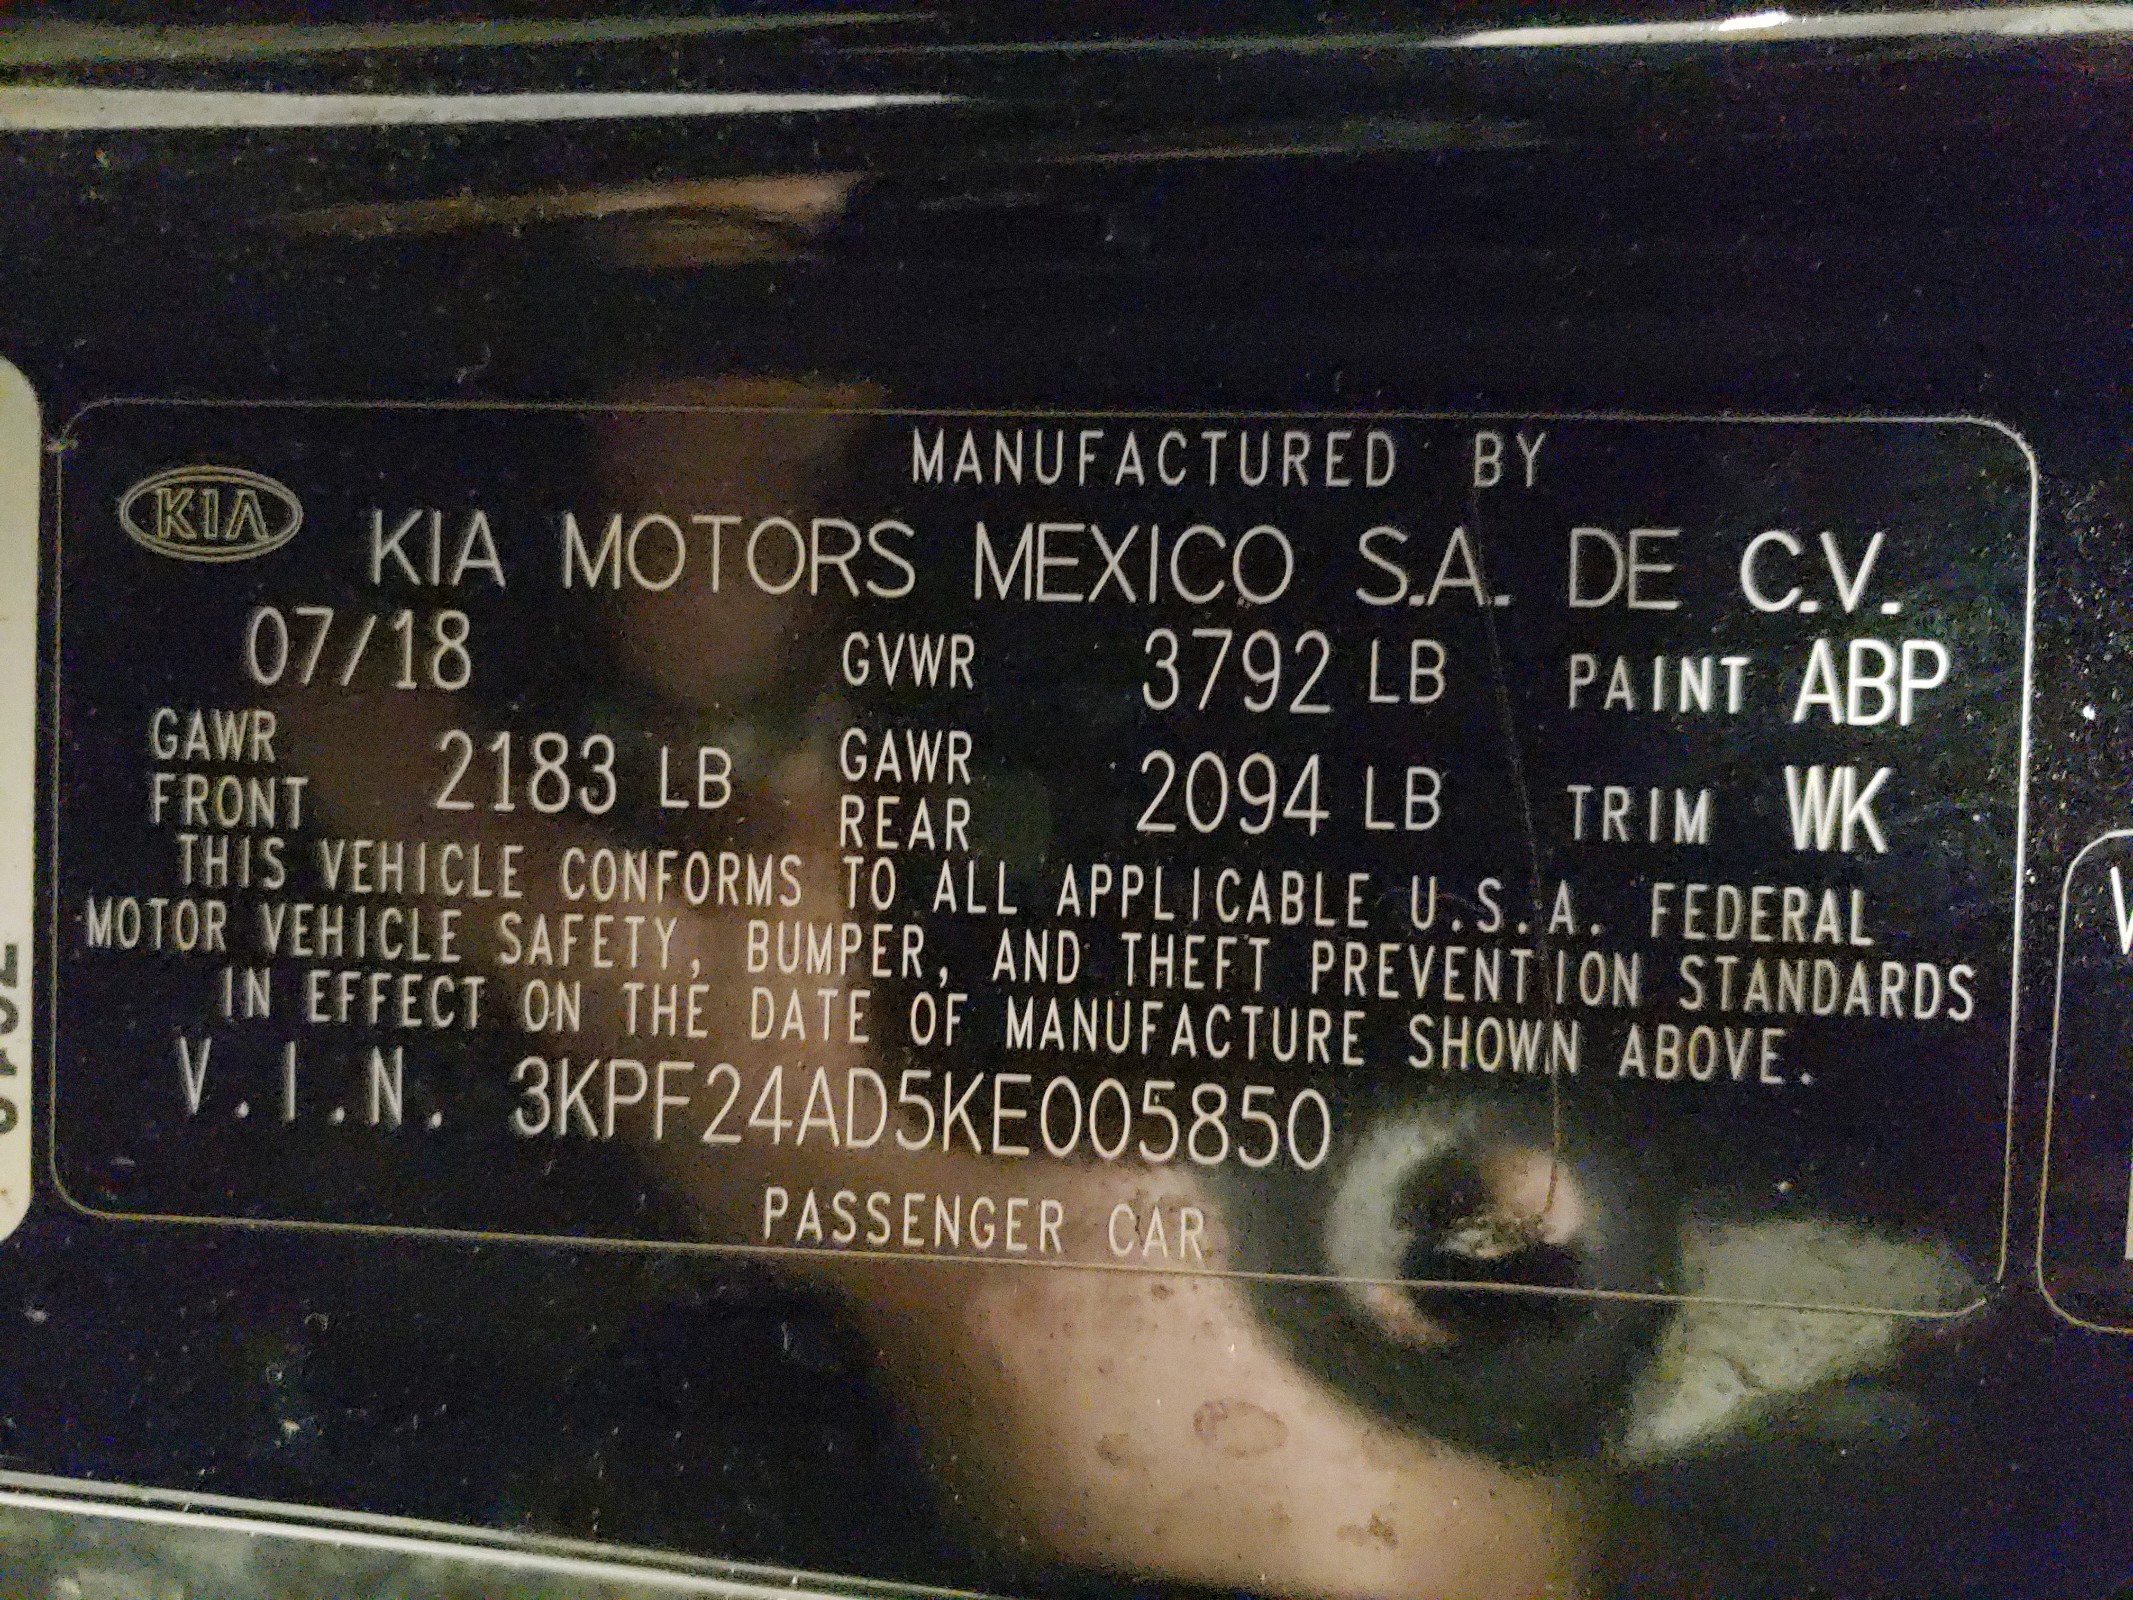 MANUFACTURED BY
KIA KIA MOTORS MEXICO S.A. DE C.V.
07/18 GVWR 3792 LB PAINT ABP
GAWR FRONT 2183 LB GAWR REAR 2094 LB TRIM WK
THIS VEHICLE CONFORMS TO ALL APPLICABLE U.S.A. FEDERAL
MOTOR VEHICLE SAFETY, BUMPER, AND THEFT PREVENTION STANDARDS
IN EFFECT ON THE DATE OF MANUFACTURE SHOWN ABOVE.
V.I.N. 3KPF24AD5KE005850
PASSENGER CAR